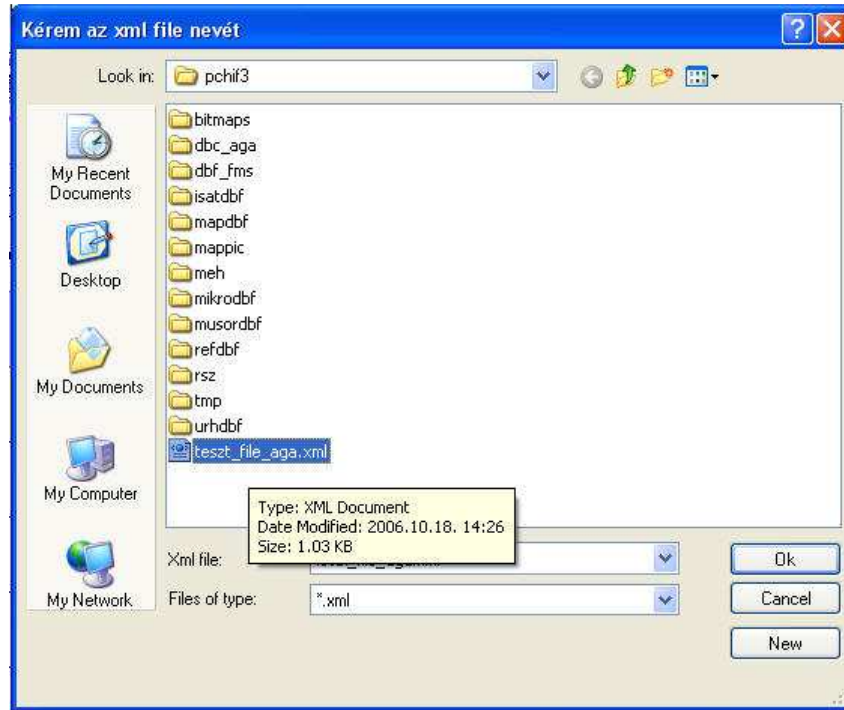 Kérem az xml file nevét
Look in: pchif3
My Recent Documents
Desktop
My Documents
My Computer
My Network
bitmaps
dbc_aga
dbf_fms
isatdbf
mapdbf
mappic
meh
mikrodbf
musordbf
refdbf
rsz
tmp
urhdbf
teszt_file_aga.xml
Type: XML Document
Date Modified: 2006.10.18. 14:26
Size: 1.03 KB
Xml file:
Ok
Files of type: *.xml
Cancel
New